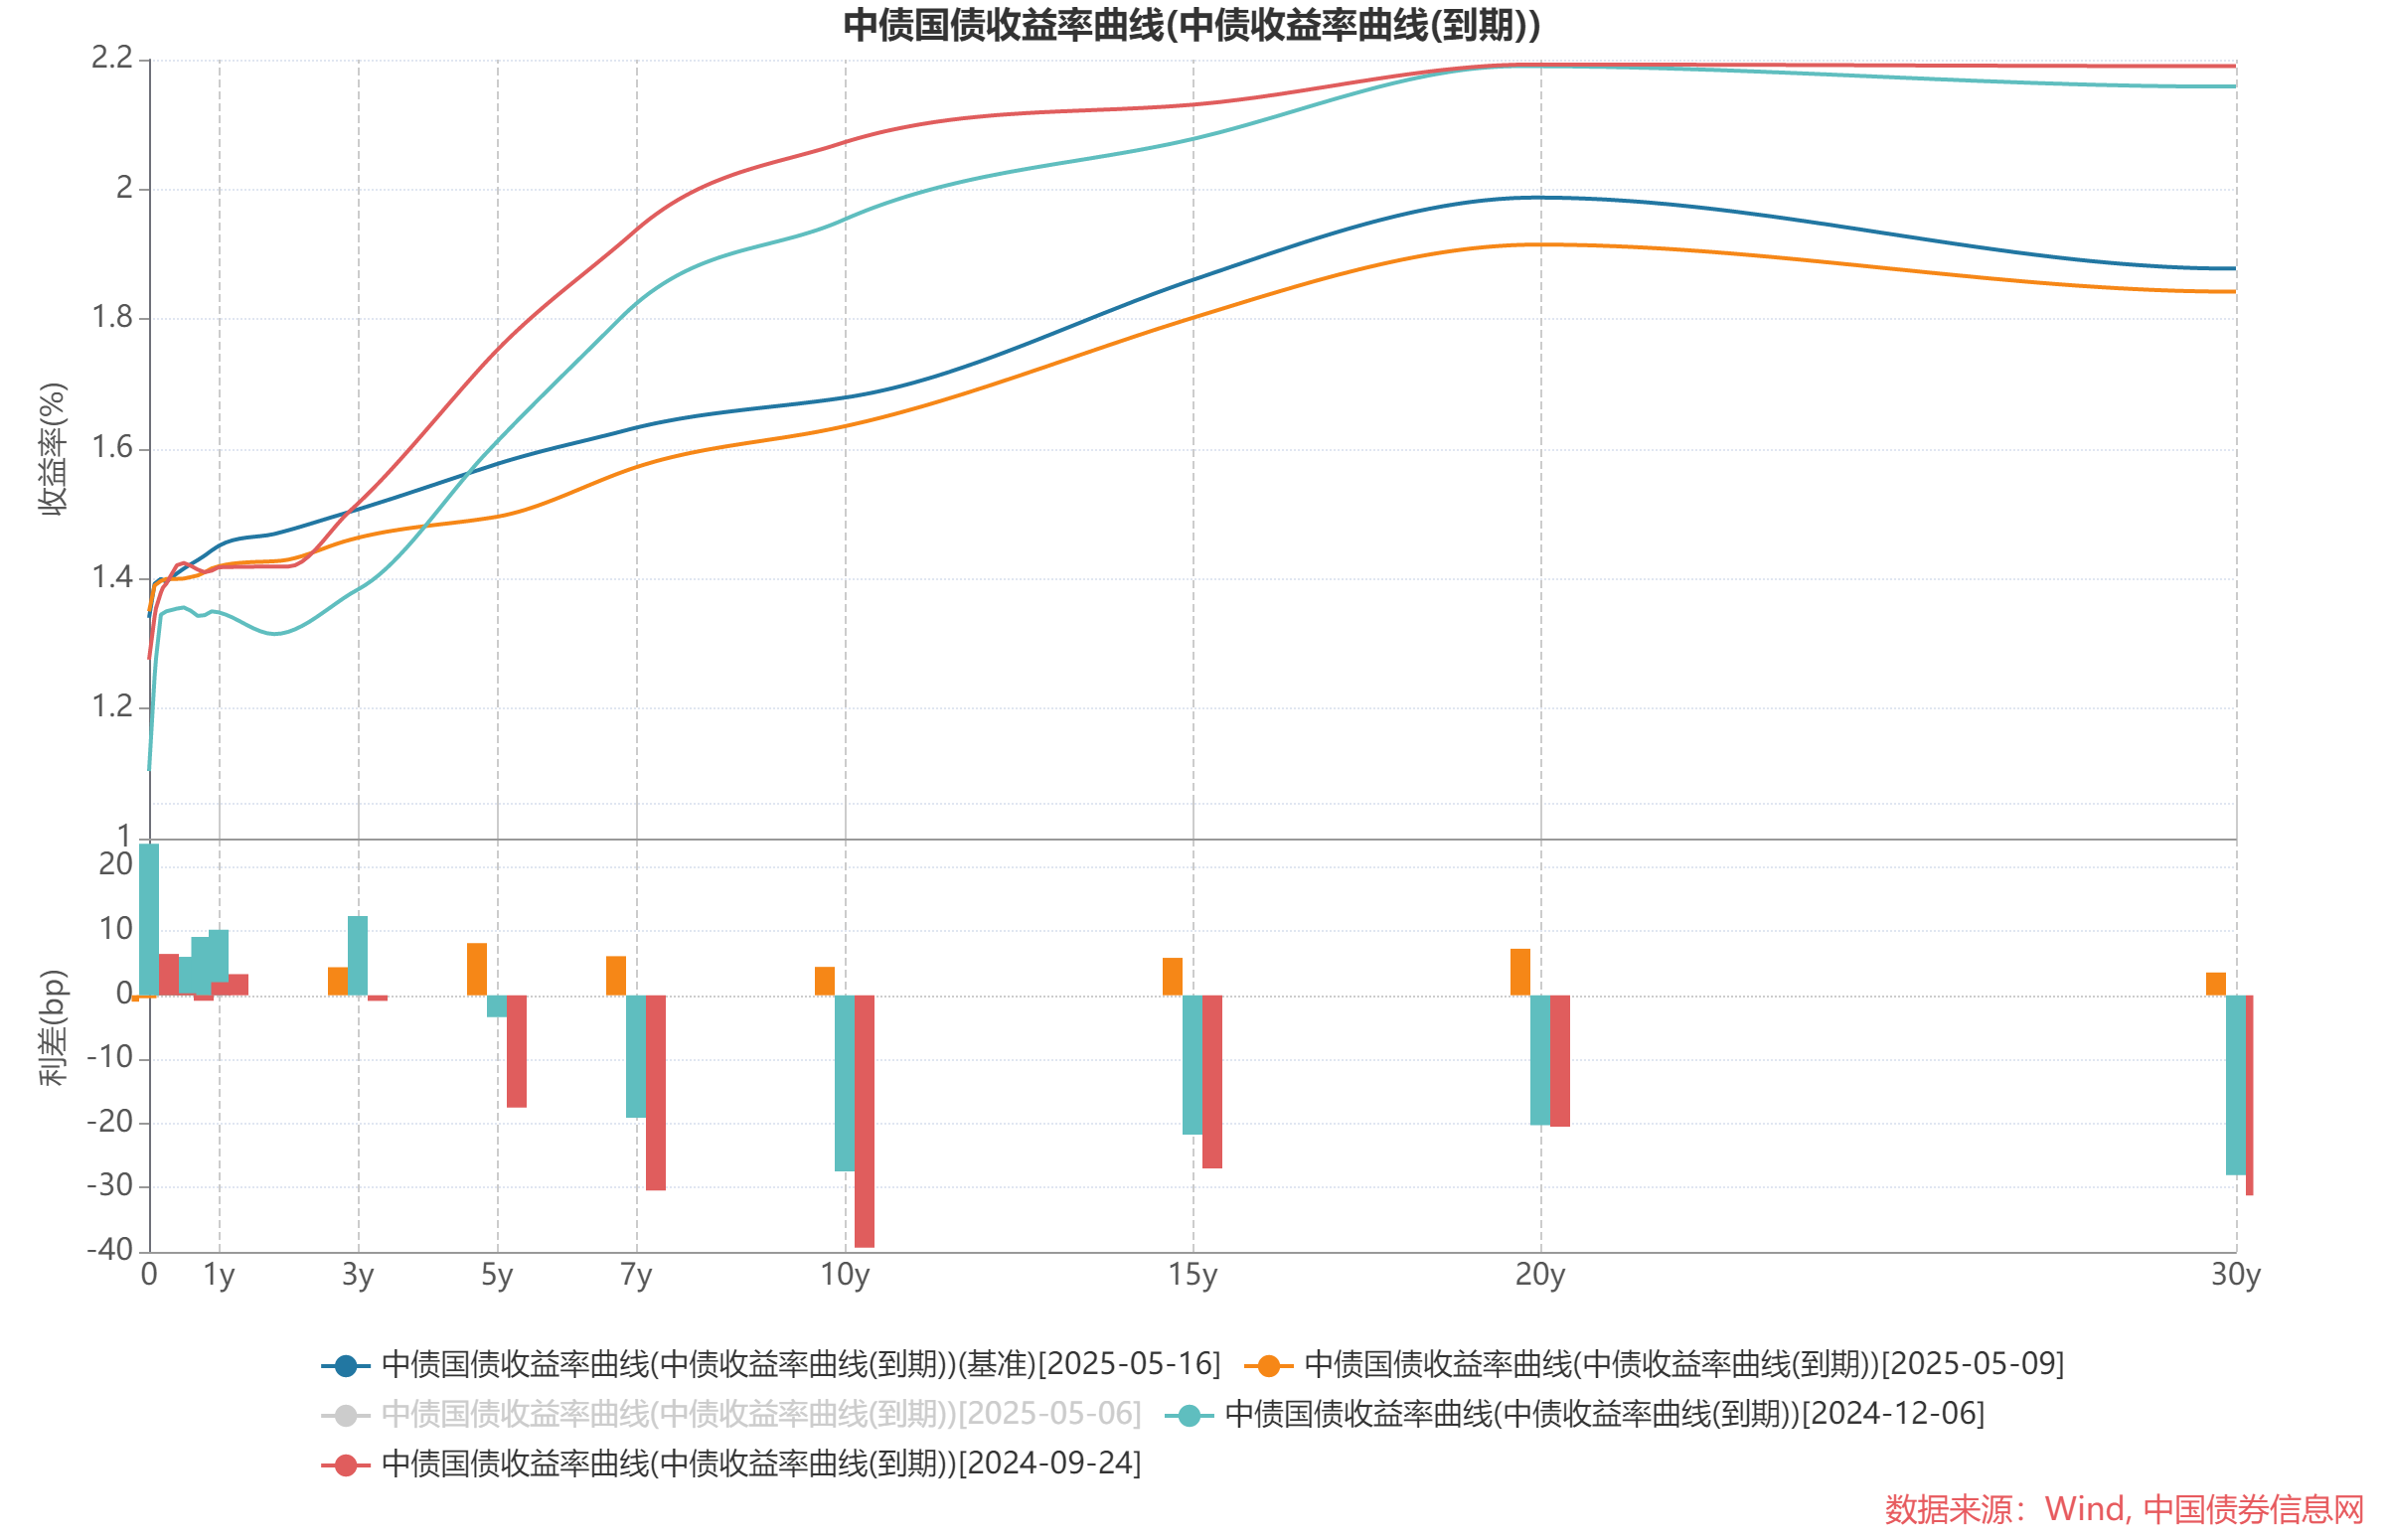 中债国债收益率曲线(中债收益率曲线(到期))
收益率(%)
2.2
2
1.8
1.6
1.4
1.2
1
利差(bp)
20
10
0
-10
-20
-30
-40
0 1y 3y 5y 7y 10y 15y 20y 30y
中债国债收益率曲线(中债收益率曲线(到期))(基准)[2025-05-16] 中债国债收益率曲线(中债收益率曲线(到期))[2025-05-09]
中债国债收益率曲线(中债收益率曲线(到期))[2025-05-06] 中债国债收益率曲线(中债收益率曲线(到期))[2024-12-06]
中债国债收益率曲线(中债收益率曲线(到期))[2024-09-24]
数据来源：Wind, 中国债券信息网